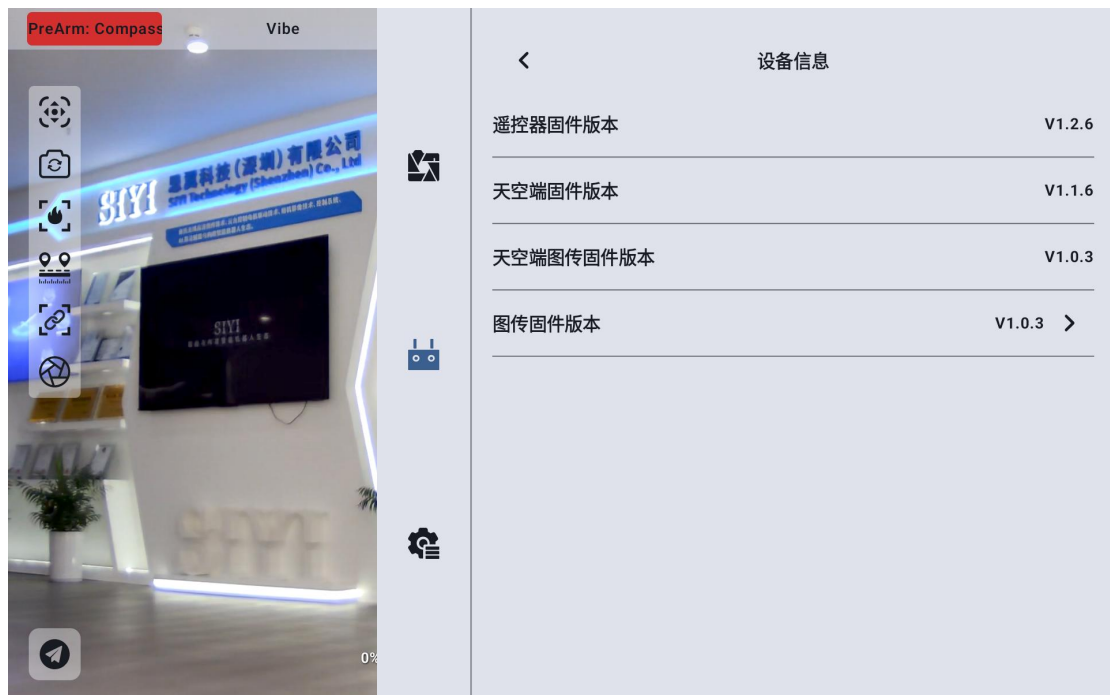 PreArm: Compass
Vibe
SIYI
思翼科技(深圳)有限公司
SIYI Technology (Shenzhen) Co., Ltd
SIYI
SIYI
0%
设备信息
遥控器固件版本 V1.2.6
天空端固件版本 V1.1.6
天空端图传固件版本 V1.0.3
图传固件版本 V1.0.3